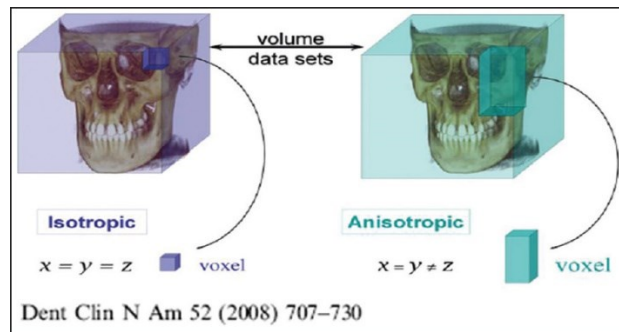 volume
data sets
Isotropic
Anisotropic
x = y = z
voxel
x = y ≠ z
voxel
Dent Clin N Am 52 (2008) 707–730